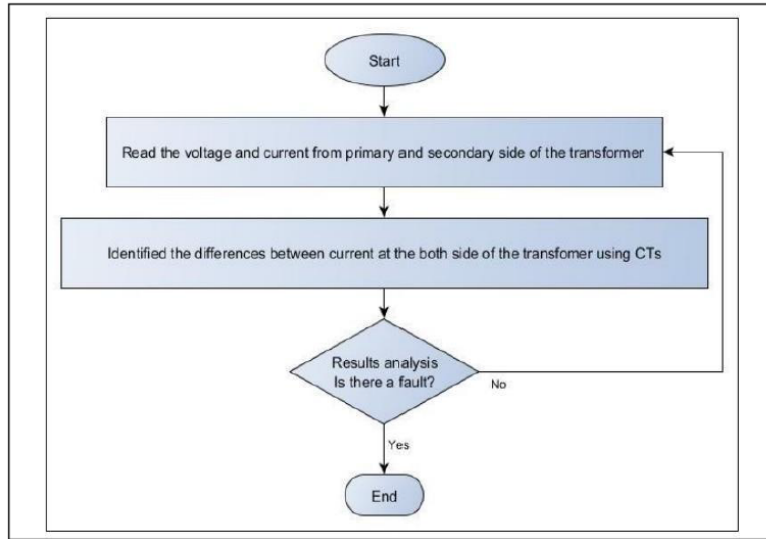 Start
Read the voltage and current from primary and secondary side of the transformer
Identified the differences between current at the both side of the transfomer using CTs
Results analysis
Is there a fault?
No
Yes
End